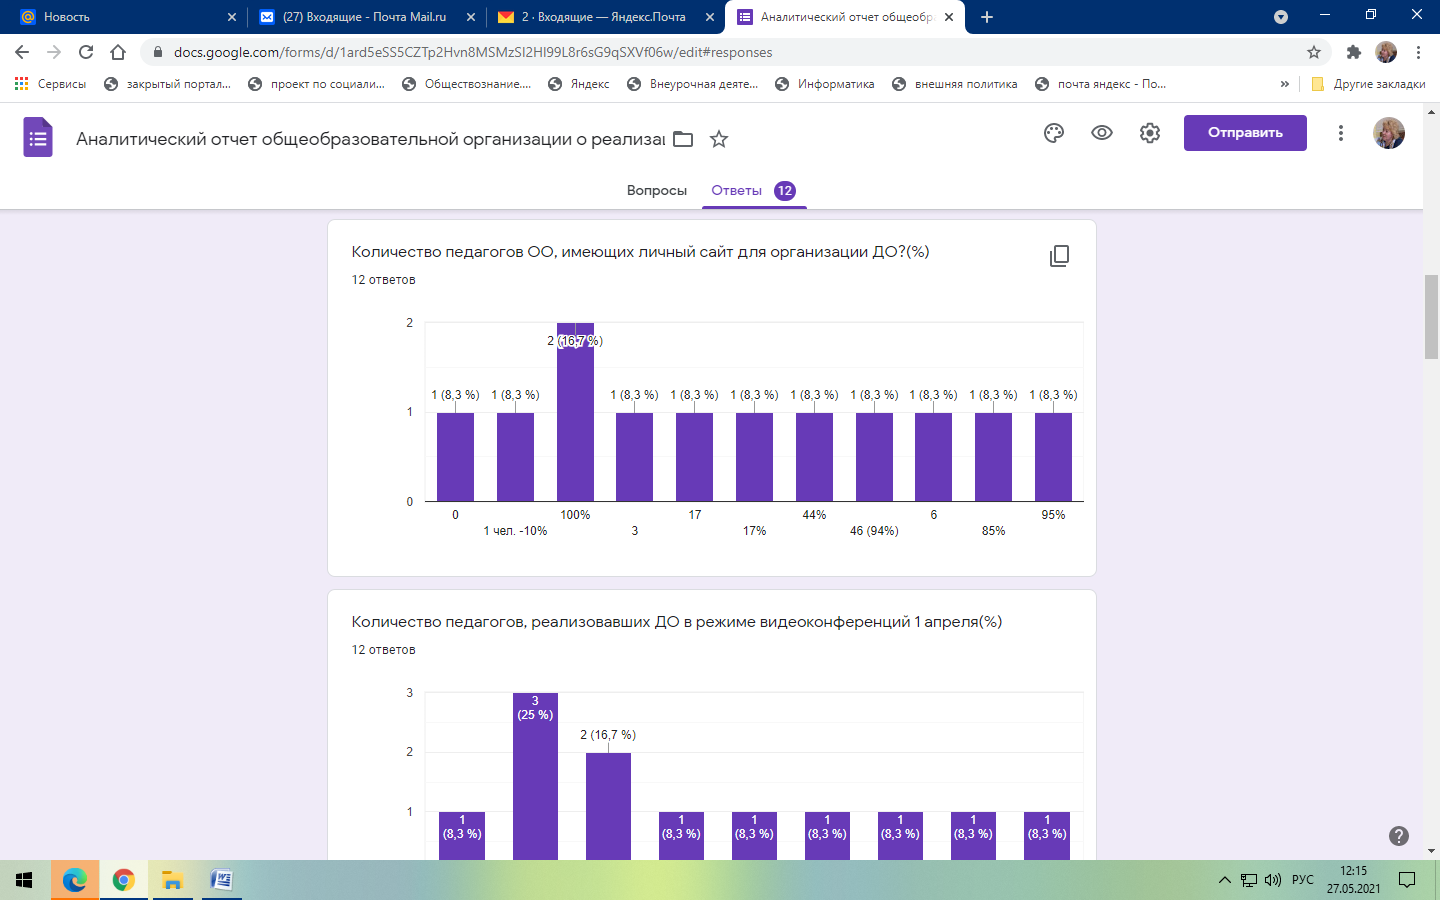 Новость
(27) Входящие - Почта Mail.ru
2 · Входящие — Яндекс.Почта
Аналитический отчет общеобр
docs.google.com/forms/d/1ard5eSS5CZTp2Hvn8MSMzSI2HI99L8r6sG9qSXVf06w/edit#responses
Сервисы
закрытый портал...
проект по социали...
Обществознание....
Яндекс
Внеурочная деяте...
Информатика
внешняя политика
почта яндекс - По...
»
Другие закладки
Аналитический отчет общеобразовательной организации о реализац
Отправить
Вопросы
Ответы 12
Количество педагогов ОО, имеющих личный сайт для организации ДО?(%)
12 ответов
2
1
0
1 (8,3 %)
1 (8,3 %)
2 (16,7 %)
1 (8,3 %)
1 (8,3 %)
1 (8,3 %)
1 (8,3 %)
1 (8,3 %)
1 (8,3 %)
1 (8,3 %)
1 (8,3 %)
0
1 чел. -10%
100%
3
17
17%
44%
46 (94%)
6
85%
95%
Количество педагогов, реализовавших ДО в режиме видеоконференций 1 апреля(%)
12 ответов
3
2
1
1
(8,3 %)
3
(25 %)
2 (16,7 %)
1
(8,3 %)
1
(8,3 %)
1
(8,3 %)
1
(8,3 %)
1
(8,3 %)
1
(8,3 %)
РУС
12:15
27.05.2021